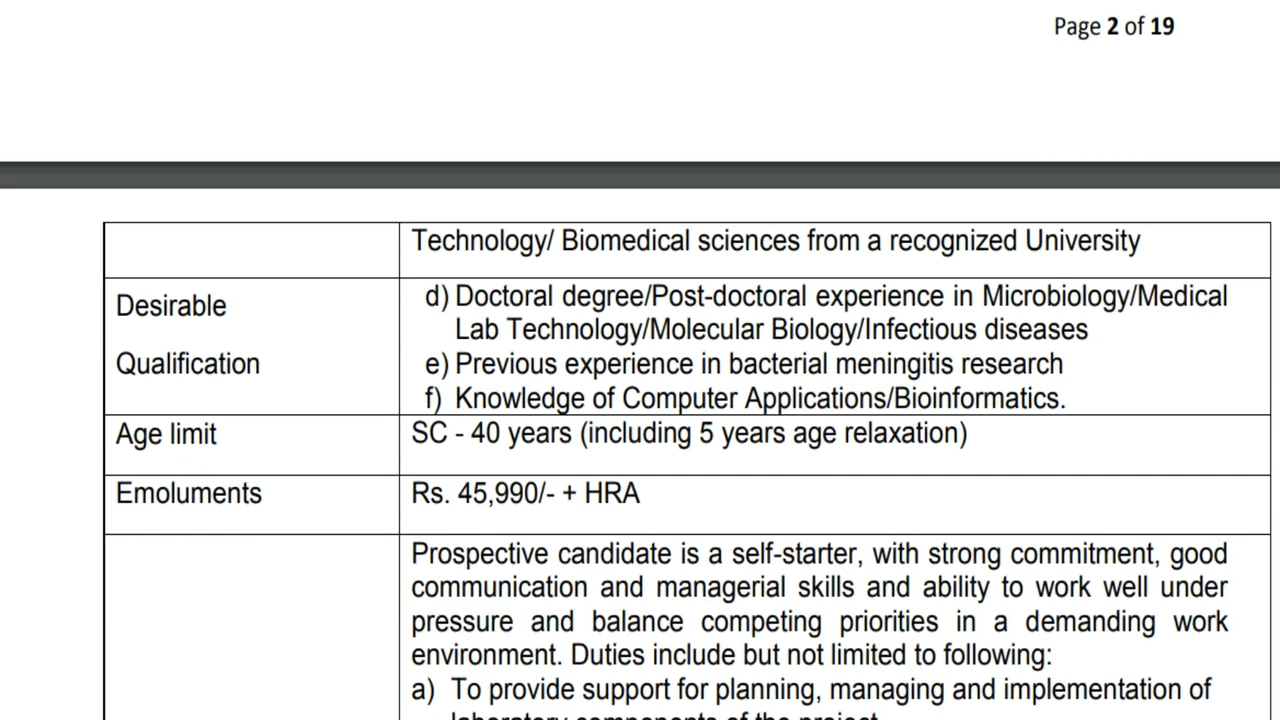 Page 2 of 19
Technology/ Biomedical sciences from a recognized University
Desirable
Qualification
d) Doctoral degree/Post-doctoral experience in Microbiology/Medical
Lab Technology/Molecular Biology/Infectious diseases
e) Previous experience in bacterial meningitis research
f) Knowledge of Computer Applications/Bioinformatics.
Age limit
SC - 40 years (including 5 years age relaxation)
Emoluments
Rs. 45,990/- + HRA
Prospective candidate is a self-starter, with strong commitment, good
communication and managerial skills and ability to work well under
pressure and balance competing priorities in a demanding work
environment. Duties include but not limited to following:
a) To provide support for planning, managing and implementation of
laboratory components of the project